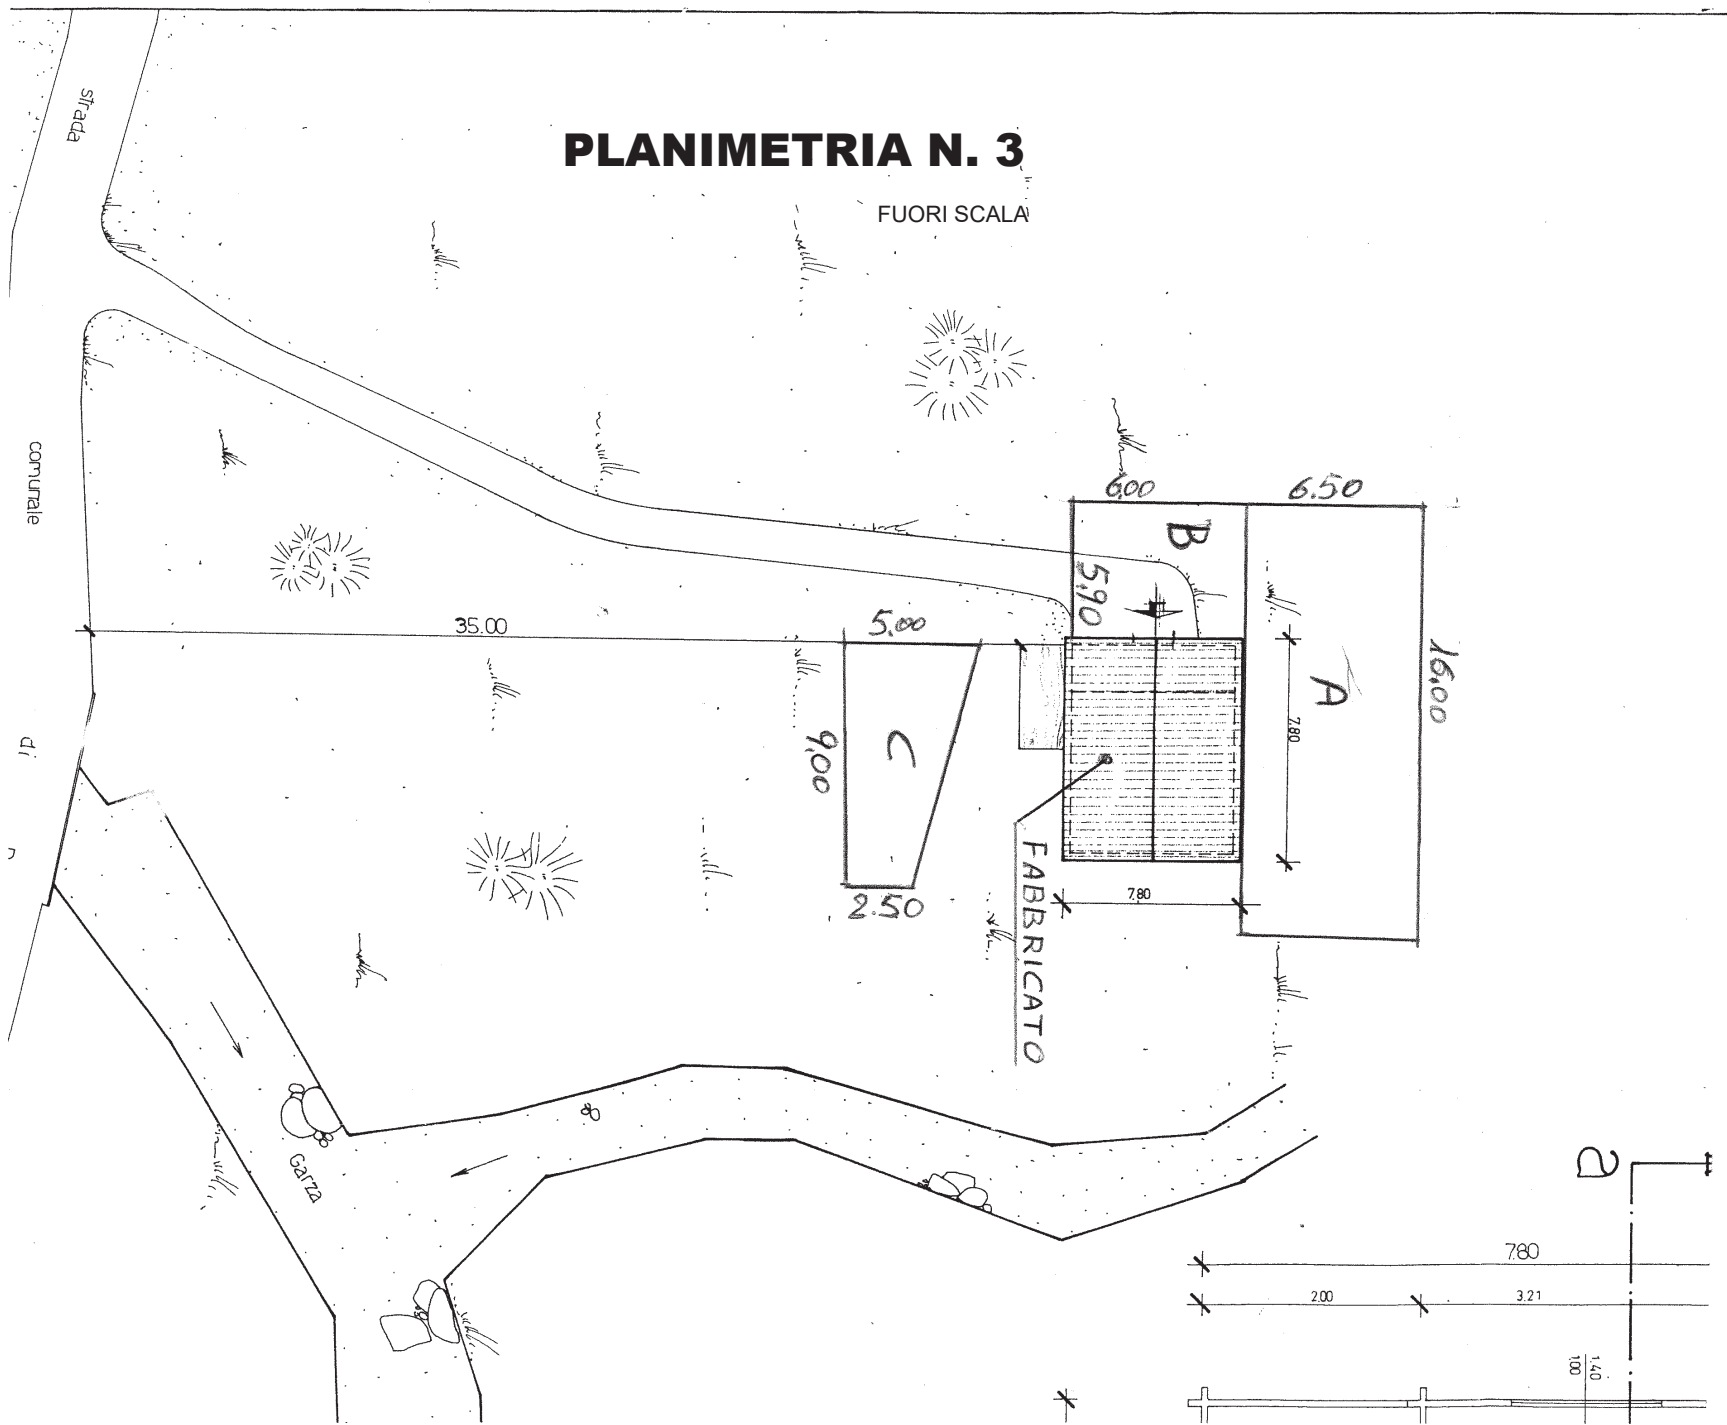 PLANIMETRIA N. 3
FUORI SCALA
strada
comunale
di
6,00
6.50
B
5,90
16,00
A
7.80
35.00
5,00
9,00
C
2.50
7.80
FABBRICATO
Garza
a
7.80
2.00
3.21
1.40
1.00